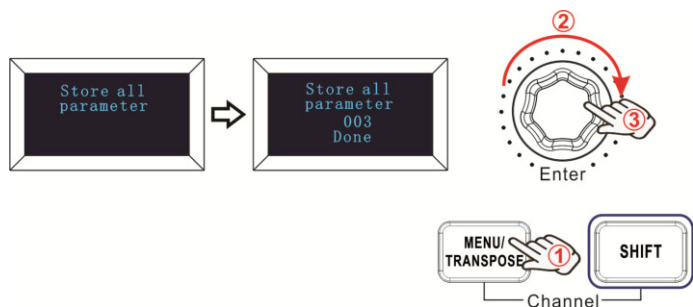 Store all
parameter
Store all
parameter
003
Done
②
③
Enter
MENU/
TRANSPOSE
①
SHIFT
Channel